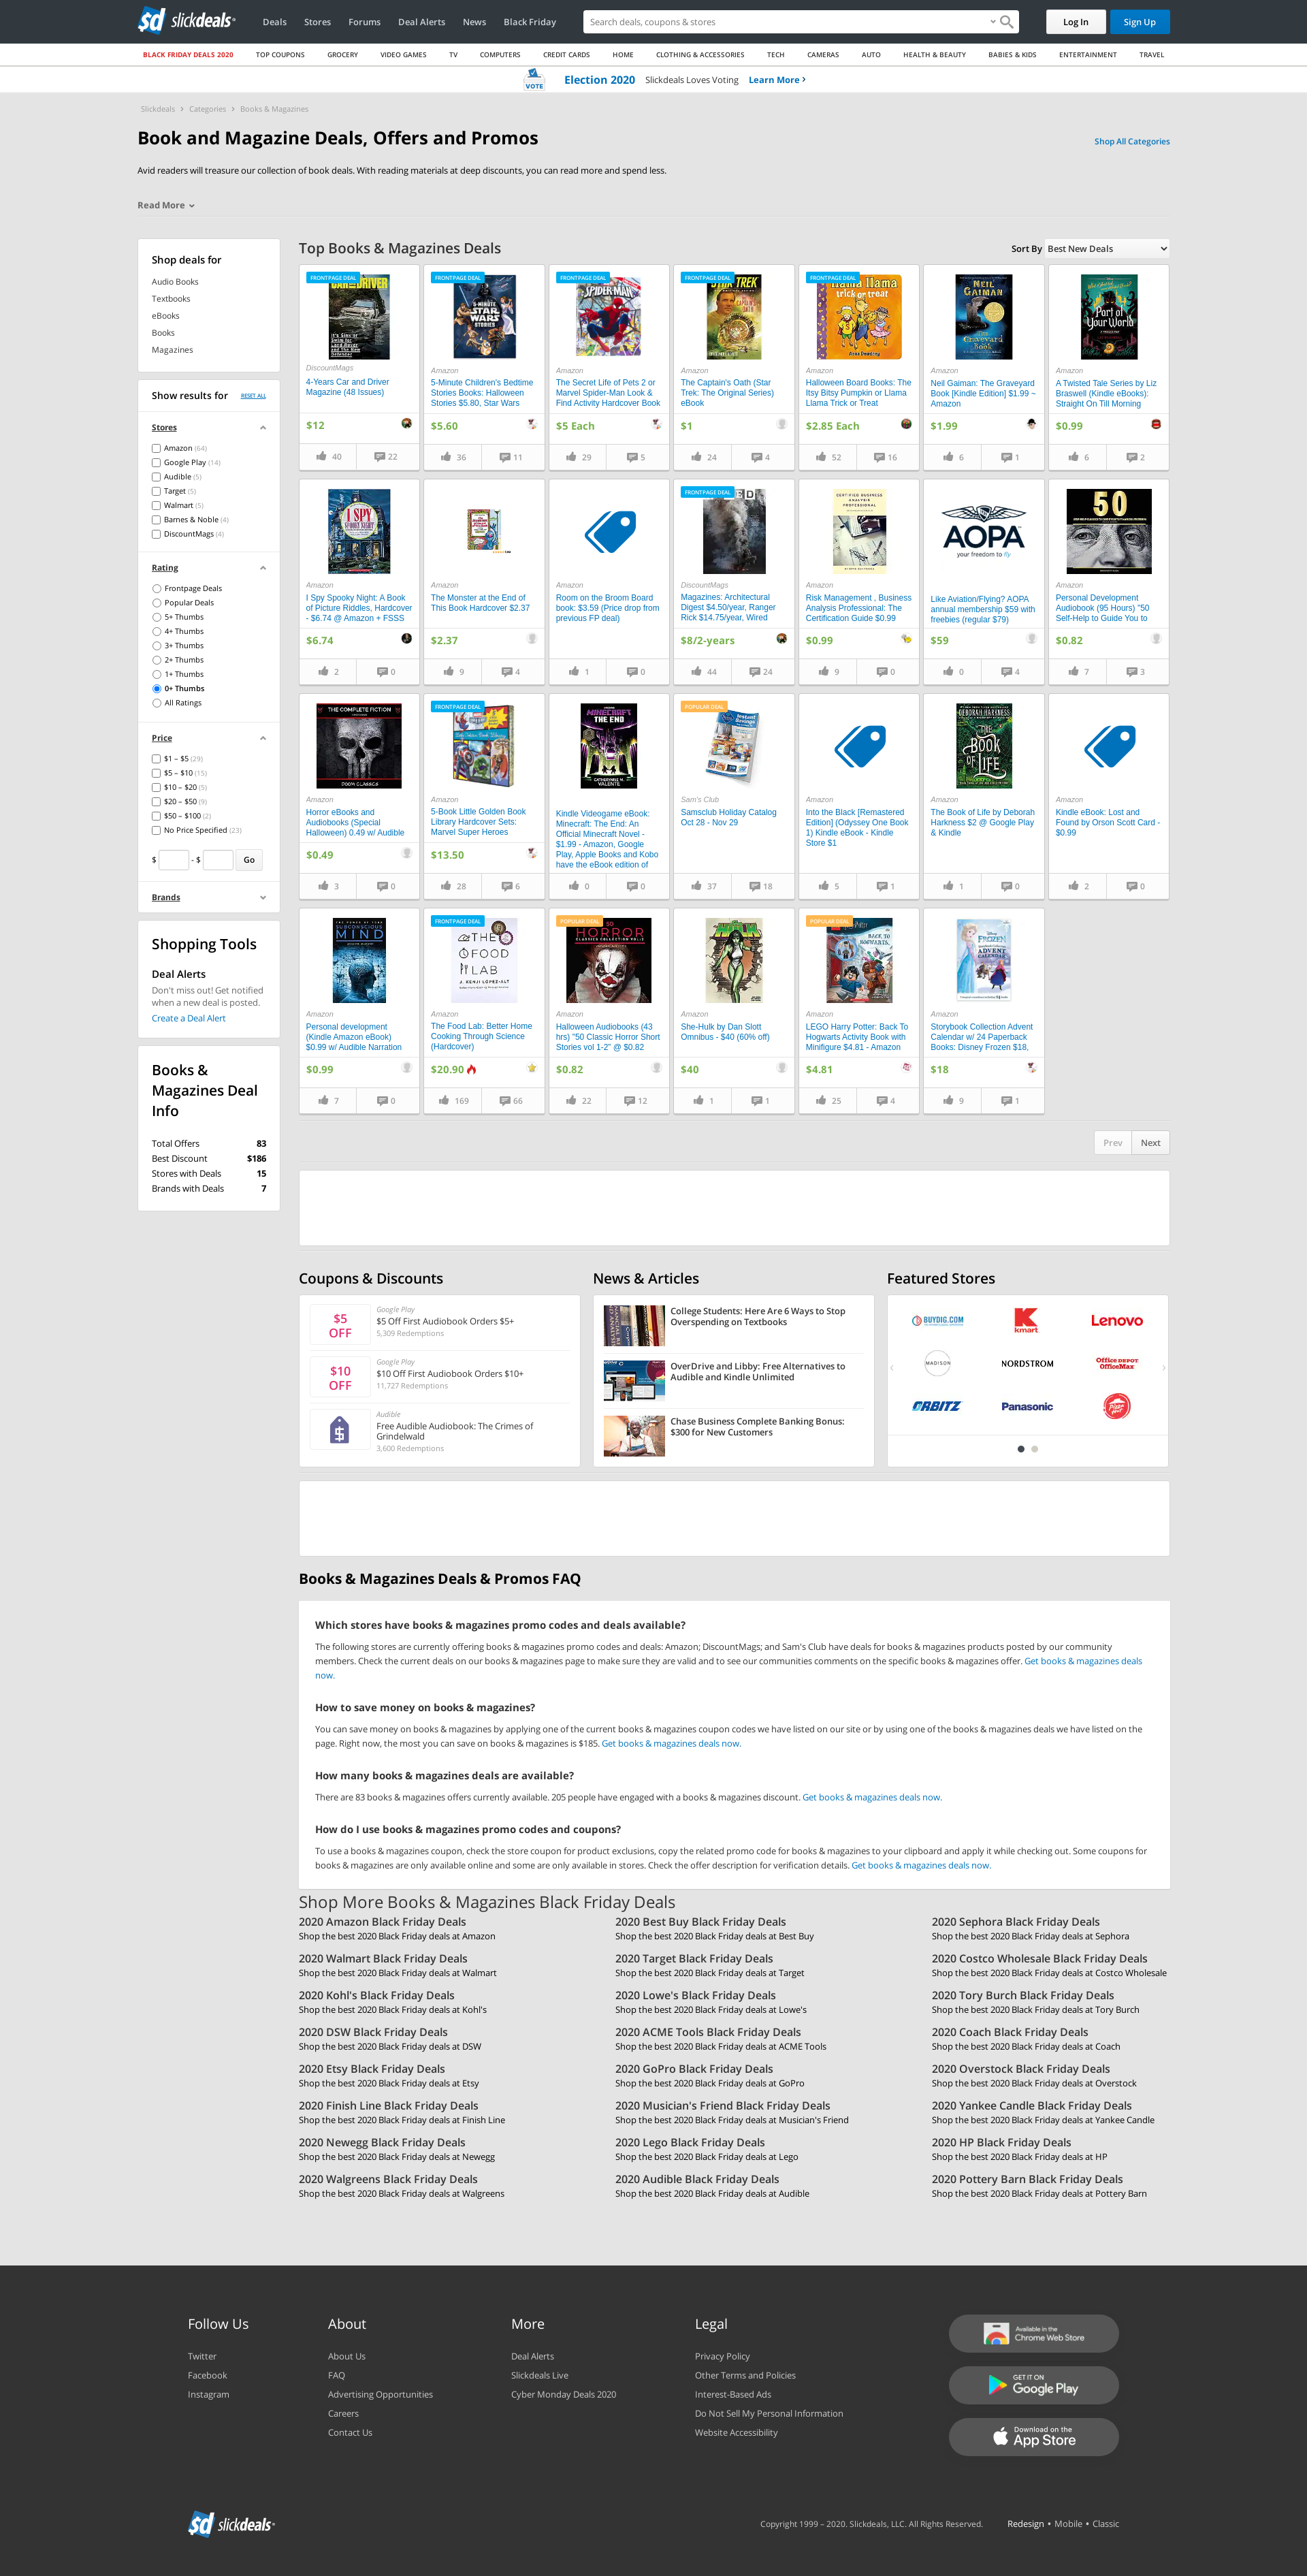 slickdeals
Deals Stores Forums Deal Alerts News Black Friday
Search deals, coupons & stores
Log In Sign Up
BLACK FRIDAY DEALS 2020 TOP COUPONS GROCERY VIDEO GAMES TV COMPUTERS CREDIT CARDS HOME CLOTHING & ACCESSORIES TECH CAMERAS AUTO HEALTH & BEAUTY BABIES & KIDS ENTERTAINMENT TRAVEL
VOTE Election 2020 Slickdeals Loves Voting Learn More ›
Slickdeals › Categories › Books & Magazines
Book and Magazine Deals, Offers and Promos
Shop All Categories
Avid readers will treasure our collection of book deals. With reading materials at deep discounts, you can read more and spend less.
Read More
Shop deals for
Audio Books
Textbooks
eBooks
Books
Magazines
Show results for RESET ALL
Stores
Amazon (64)
Google Play (14)
Audible (5)
Target (5)
Walmart (5)
Barnes & Noble (4)
DiscountMags (4)
Rating
Frontpage Deals
Popular Deals
5+ Thumbs
4+ Thumbs
3+ Thumbs
2+ Thumbs
1+ Thumbs
0+ Thumbs
All Ratings
Price
$1 – $5 (29)
$5 – $10 (15)
$10 – $20 (5)
$20 – $50 (9)
$50 – $100 (2)
No Price Specified (23)
$ - $ Go
Brands
Shopping Tools
Deal Alerts
Don't miss out! Get notified
when a new deal is posted.
Create a Deal Alert
Books &
Magazines Deal
Info
Total Offers 83
Best Discount $186
Stores with Deals 15
Brands with Deals 7
Top Books & Magazines Deals
Sort By Best New Deals
FRONTPAGE DEAL
DiscountMags
4-Years Car and Driver
Magazine (48 Issues)
$12
40 22
FRONTPAGE DEAL
Amazon
5-Minute Children's Bedtime
Stories Books: Halloween
Stories $5.80, Star Wars
$5.60
36 11
FRONTPAGE DEAL
Amazon
The Secret Life of Pets 2 or
Marvel Spider-Man Look &
Find Activity Hardcover Book
$5 Each
29 5
FRONTPAGE DEAL
Amazon
The Captain's Oath (Star
Trek: The Original Series)
eBook
$1
24 4
FRONTPAGE DEAL
Amazon
Halloween Board Books: The
Itsy Bitsy Pumpkin or Llama
Llama Trick or Treat
$2.85 Each
52 16
NEIL GAIMAN
The Graveyard Book
Amazon
Neil Gaiman: The Graveyard
Book [Kindle Edition] $1.99 ~
Amazon
$1.99
6 1
Part of Your World
Amazon
A Twisted Tale Series by Liz
Braswell (Kindle eBooks):
Straight On Till Morning
$0.99
6 2
I SPY SPOOKY NIGHT
Amazon
I Spy Spooky Night: A Book
of Picture Riddles, Hardcover
- $6.74 @ Amazon + FSSS
$6.74
2 0
Amazon
The Monster at the End of
This Book Hardcover $2.37
$2.37
9 4
Amazon
Room on the Broom Board
book: $3.59 (Price drop from
previous FP deal)
1 0
FRONTPAGE DEAL
DiscountMags
Magazines: Architectural
Digest $4.50/year, Ranger
Rick $14.75/year, Wired
$8/2-years
44 24
CERTIFIED BUSINESS
ANALYSIS
PROFESSIONAL
Amazon
Risk Management , Business
Analysis Professional: The
Certification Guide $0.99
$0.99
9 0
AOPA
your freedom to fly
Like Aviation/Flying? AOPA
annual membership $59 with
freebies (regular $79)
$59
0 4
50
Amazon
Personal Development
Audiobook (95 Hours) "50
Self-Help to Guide You to
$0.82
7 3
THE COMPLETE FICTION
DOOM CLASSICS
Amazon
Horror eBooks and
Audiobooks (Special
Halloween) 0.49 w/ Audible
$0.49
3 0
FRONTPAGE DEAL
Amazon
5-Book Little Golden Book
Library Hardcover Sets:
Marvel Super Heroes
$13.50
28 6
MINECRAFT
THE END
CATHERYNNE M.
VALENTE
Kindle Videogame eBook:
Minecraft: The End: An
Official Minecraft Novel -
$1.99 - Amazon, Google
Play, Apple Books and Kobo
have the eBook edition of
0 0
POPULAR DEAL
Sam's Club
Samsclub Holiday Catalog
Oct 28 - Nov 29
37 18
Amazon
Into the Black [Remastered
Edition] (Odyssey One Book
1) Kindle eBook - Kindle
Store $1
5 1
DEBORAH HARKNESS
THE BOOK OF LIFE
Amazon
The Book of Life by Deborah
Harkness $2 @ Google Play
& Kindle
1 0
Amazon
Kindle eBook: Lost and
Found by Orson Scott Card -
$0.99
2 0
SUBCONSCIOUS
MIND
Amazon
Personal development
(Kindle Amazon eBook)
$0.99 w/ Audible Narration
$0.99
7 0
FRONTPAGE DEAL
THE FOOD LAB
J. KENJI LÓPEZ-ALT
Amazon
The Food Lab: Better Home
Cooking Through Science
(Hardcover)
$20.90
169 66
POPULAR DEAL
50
HORROR
Amazon
Halloween Audiobooks (43
hrs) "50 Classic Horror Short
Stories vol 1-2" @ $0.82
$0.82
22 12
Amazon
She-Hulk by Dan Slott
Omnibus - $40 (60% off)
$40
1 1
POPULAR DEAL
BACK TO HOGWARTS
Amazon
LEGO Harry Potter: Back To
Hogwarts Activity Book with
Minifigure $4.81 - Amazon
$4.81
25 4
FROZEN
ADVENT
CALENDAR
Amazon
Storybook Collection Advent
Calendar w/ 24 Paperback
Books: Disney Frozen $18,
$18
9 1
Prev Next
Coupons & Discounts
$5
OFF
Google Play
$5 Off First Audiobook Orders $5+
5,309 Redemptions
$10
OFF
Google Play
$10 Off First Audiobook Orders $10+
11,727 Redemptions
Audible
Free Audible Audiobook: The Crimes of
Grindelwald
3,600 Redemptions
News & Articles
College Students: Here Are 6 Ways to Stop
Overspending on Textbooks
OverDrive and Libby: Free Alternatives to
Audible and Kindle Unlimited
Chase Business Complete Banking Bonus:
$300 for New Customers
Featured Stores
BUYDIG.COM Kmart Lenovo
MADISON NORDSTROM Office DEPOT OfficeMax
ORBITZ Panasonic Pizza Hut
Books & Magazines Deals & Promos FAQ
Which stores have books & magazines promo codes and deals available?
The following stores are currently offering books & magazines promo codes and deals: Amazon; DiscountMags; and Sam's Club have deals for books & magazines products posted by our community
members. Check the current deals on our books & magazines page to make sure they are valid and to see our communities comments on the specific books & magazines offer. Get books & magazines deals
now.
How to save money on books & magazines?
You can save money on books & magazines by applying one of the current books & magazines coupon codes we have listed on our site or by using one of the books & magazines deals we have listed on the
page. Right now, the most you can save on books & magazines is $185. Get books & magazines deals now.
How many books & magazines deals are available?
There are 83 books & magazines offers currently available. 205 people have engaged with a books & magazines discount. Get books & magazines deals now.
How do I use books & magazines promo codes and coupons?
To use a books & magazines coupon, check the store coupon for product exclusions, copy the related promo code for books & magazines to your clipboard and apply it while checking out. Some coupons for
books & magazines are only available online and some are only available in stores. Check the offer description for verification details. Get books & magazines deals now.
Shop More Books & Magazines Black Friday Deals
2020 Amazon Black Friday Deals 2020 Best Buy Black Friday Deals 2020 Sephora Black Friday Deals
Shop the best 2020 Black Friday deals at Amazon Shop the best 2020 Black Friday deals at Best Buy Shop the best 2020 Black Friday deals at Sephora
2020 Walmart Black Friday Deals 2020 Target Black Friday Deals 2020 Costco Wholesale Black Friday Deals
Shop the best 2020 Black Friday deals at Walmart Shop the best 2020 Black Friday deals at Target Shop the best 2020 Black Friday deals at Costco Wholesale
2020 Kohl's Black Friday Deals 2020 Lowe's Black Friday Deals 2020 Tory Burch Black Friday Deals
Shop the best 2020 Black Friday deals at Kohl's Shop the best 2020 Black Friday deals at Lowe's Shop the best 2020 Black Friday deals at Tory Burch
2020 DSW Black Friday Deals 2020 ACME Tools Black Friday Deals 2020 Coach Black Friday Deals
Shop the best 2020 Black Friday deals at DSW Shop the best 2020 Black Friday deals at ACME Tools Shop the best 2020 Black Friday deals at Coach
2020 Etsy Black Friday Deals 2020 GoPro Black Friday Deals 2020 Overstock Black Friday Deals
Shop the best 2020 Black Friday deals at Etsy Shop the best 2020 Black Friday deals at GoPro Shop the best 2020 Black Friday deals at Overstock
2020 Finish Line Black Friday Deals 2020 Musician's Friend Black Friday Deals 2020 Yankee Candle Black Friday Deals
Shop the best 2020 Black Friday deals at Finish Line Shop the best 2020 Black Friday deals at Musician's Friend Shop the best 2020 Black Friday deals at Yankee Candle
2020 Newegg Black Friday Deals 2020 Lego Black Friday Deals 2020 HP Black Friday Deals
Shop the best 2020 Black Friday deals at Newegg Shop the best 2020 Black Friday deals at Lego Shop the best 2020 Black Friday deals at HP
2020 Walgreens Black Friday Deals 2020 Audible Black Friday Deals 2020 Pottery Barn Black Friday Deals
Shop the best 2020 Black Friday deals at Walgreens Shop the best 2020 Black Friday deals at Audible Shop the best 2020 Black Friday deals at Pottery Barn
Follow Us
Twitter
Facebook
Instagram
About
About Us
FAQ
Advertising Opportunities
Careers
Contact Us
More
Deal Alerts
Slickdeals Live
Cyber Monday Deals 2020
Legal
Privacy Policy
Other Terms and Policies
Interest-Based Ads
Do Not Sell My Personal Information
Website Accessibility
Available in the
Chrome Web Store
GET IT ON
Google Play
Download on the
App Store
slickdeals
Copyright 1999 – 2020. Slickdeals, LLC. All Rights Reserved. Redesign • Mobile • Classic